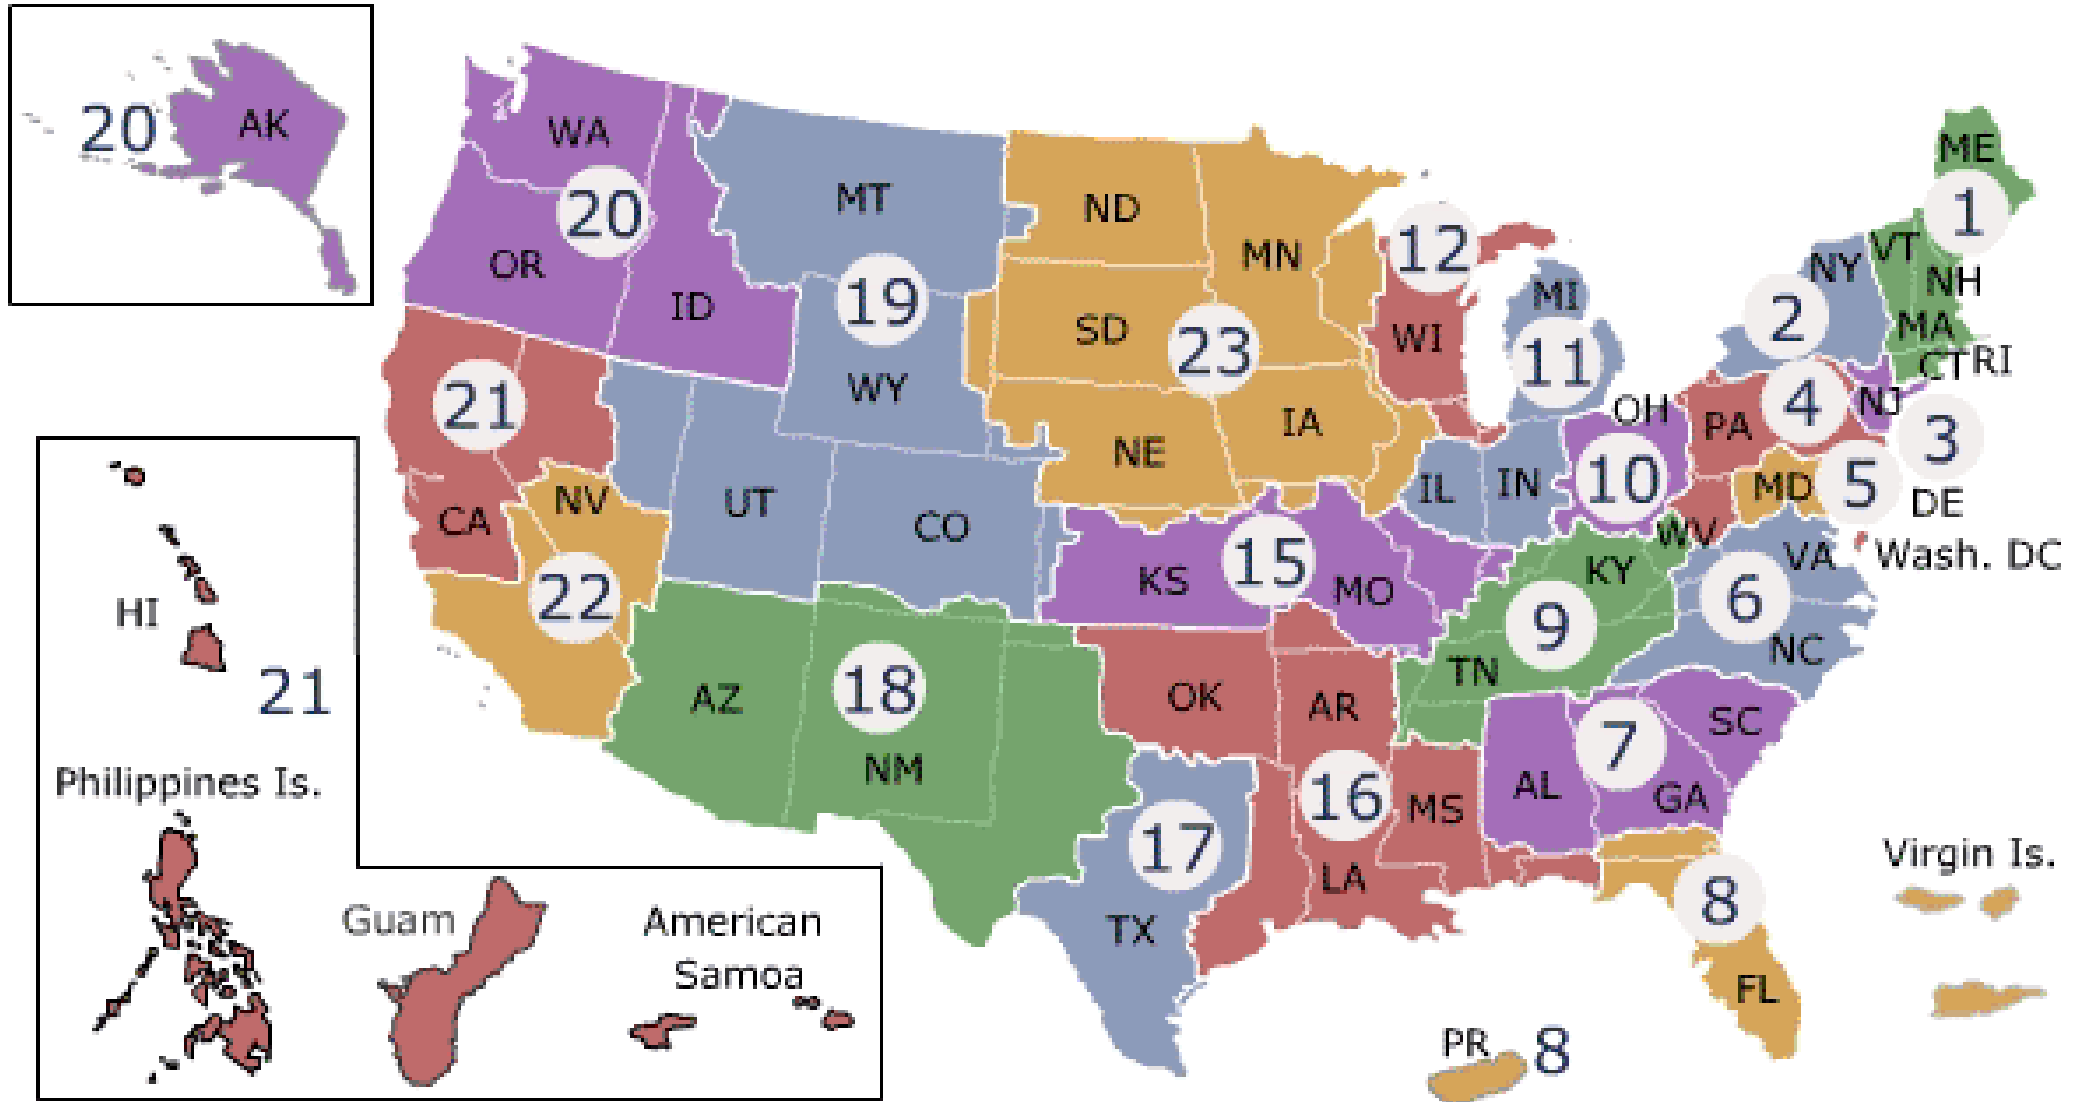 20
AK
WA
20
OR
ID
MT
19
WY
ND
MN
SD
23
NE
IA
12
WI
MI
11
ME
1
VT
NH
NY
2
MA
CT
RI
4
NJ
PA
3
OH
10
MD
5
DE
Wash. DC
WV
VA
6
NC
IL
IN
KY
9
TN
21
CA
NV
22
UT
CO
KS
15
MO
AZ
18
NM
OK
AR
16
MS
LA
AL
7
GA
SC
17
TX
8
FL
PR
8
Virgin Is.
HI
21
Philippines Is.
Guam
American
Samoa